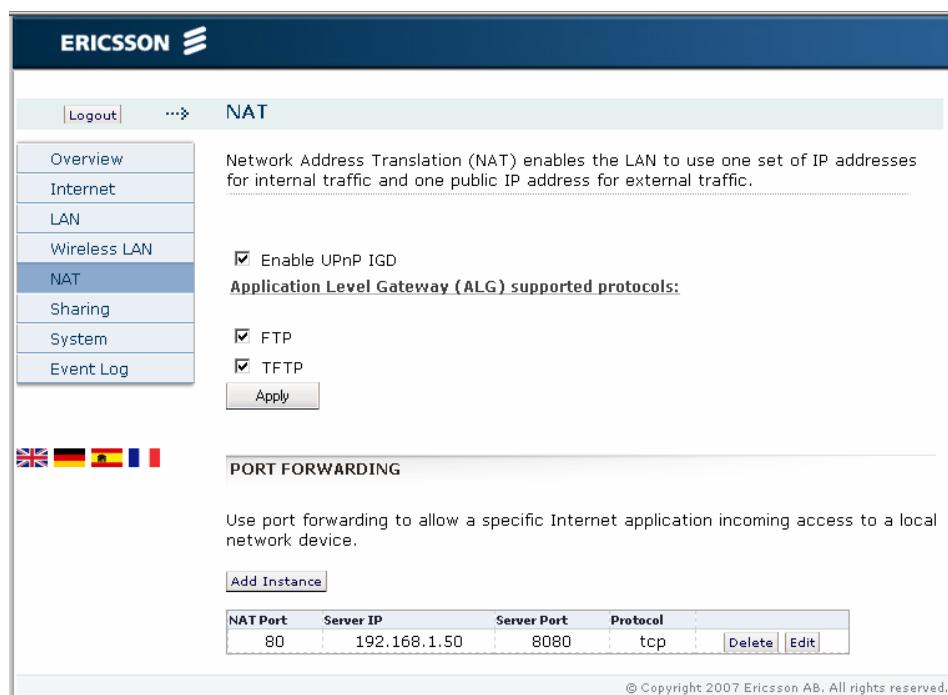 ERICSSON
Logout
NAT
Overview
Internet
LAN
Wireless LAN
NAT
Sharing
System
Event Log
Network Address Translation (NAT) enables the LAN to use one set of IP addresses
for internal traffic and one public IP address for external traffic.
Enable UPnP IGD
Application Level Gateway (ALG) supported protocols:
FTP
TFTP
Apply
PORT FORWARDING
Use port forwarding to allow a specific Internet application incoming access to a local
network device.
Add Instance
NAT Port Server IP Server Port Protocol
80 192.168.1.50 8080 tcp Delete Edit
© Copyright 2007 Ericsson AB. All rights reserved.